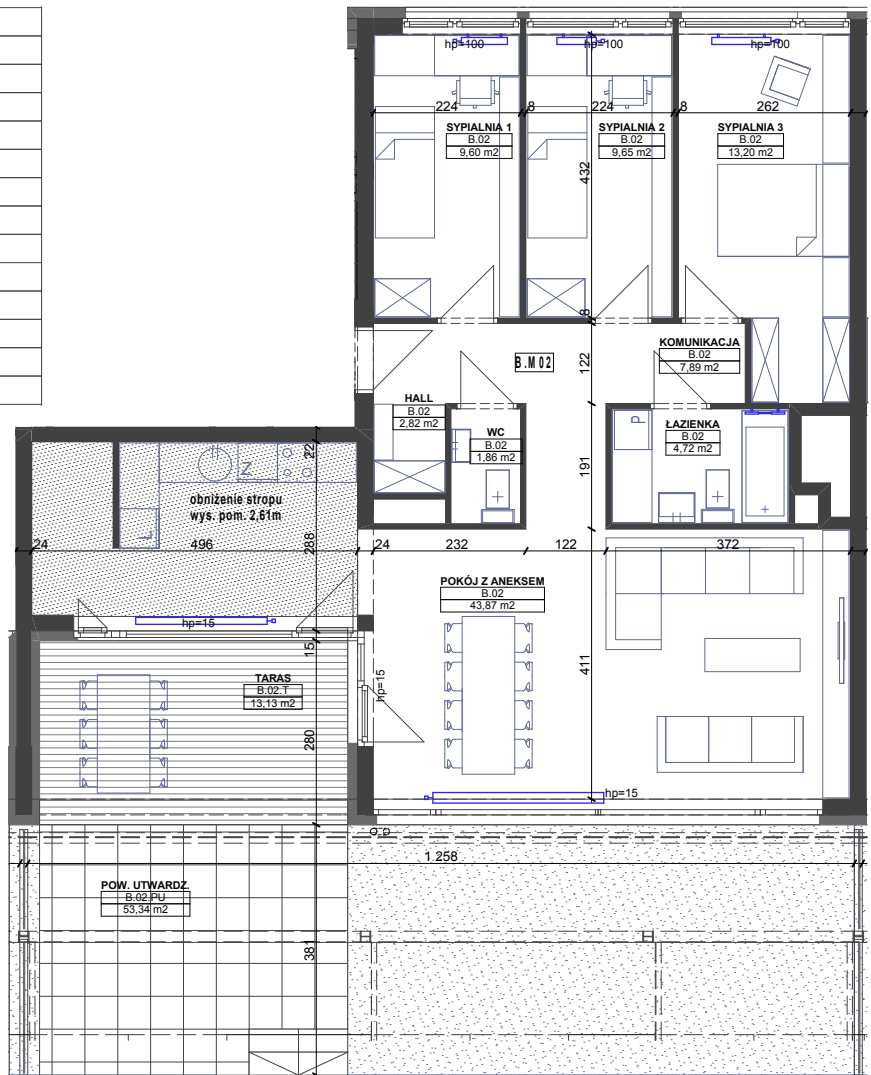 hp=100
hp=100
hp=100
224
8
224
8
262
SYPIALNIA 1
B.02
9,60 m2
SYPIALNIA 2
B.02
9,65 m2
SYPIALNIA 3
B.02
13,20 m2
432
8
KOMUNIKACJA
B.02
7,89 m2
B.M 02
122
HALL
B.02
2,82 m2
WC
B.02
1,86 m2
P
ŁAZIENKA
B.02
4,72 m2
191
22
Z
obniżenie stropu
wys. pom. 2,61m
L
24
496
288
24
232
122
372
POKÓJ Z ANEKSEM
B.02
43,87 m2
hp=15
15
TARAS
B.02.T
13,13 m2
hp=15
411
280
hp=15
1.258
POW. UTWARDZ.
B.02.PU
53,34 m2
381